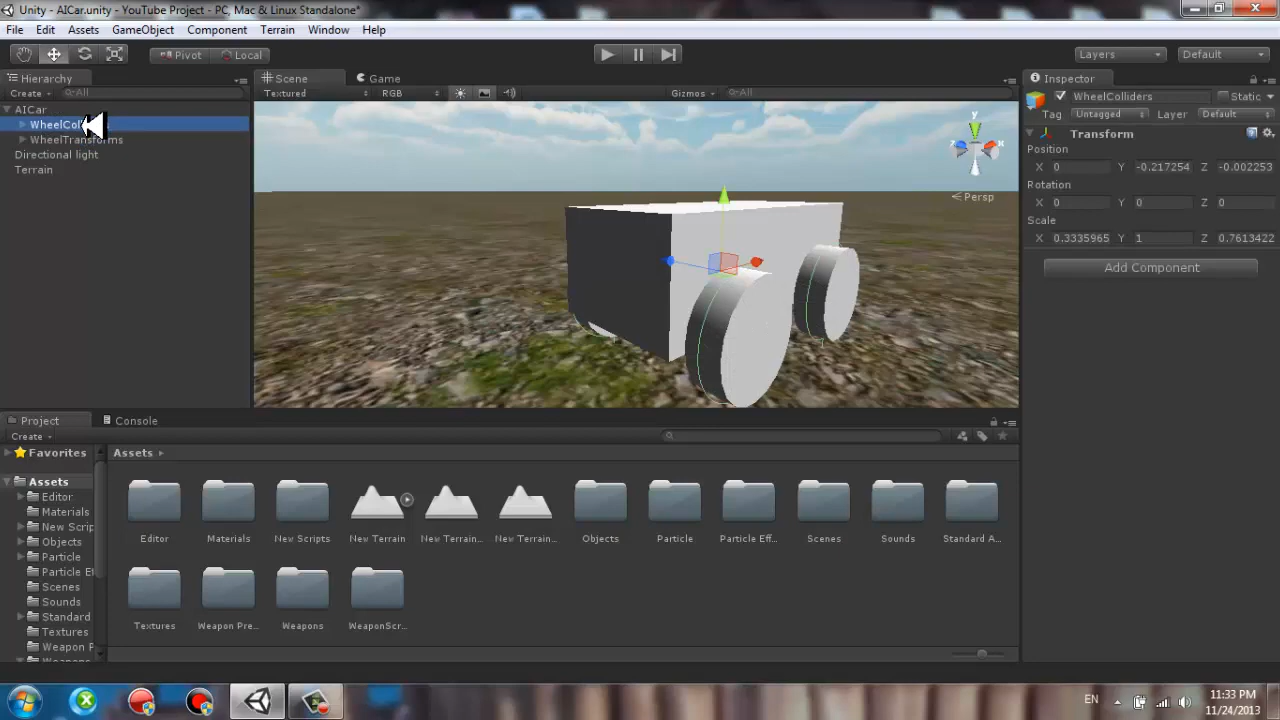 Unity - AICar.unity - YouTube Project - PC, Mac & Linux Standalone*
File Edit Assets GameObject Component Terrain Window Help
Pivot Local Layers Default
Hierarchy Scene Game Inspector
Create All Textured RGB Gizmos All WheelColliders Static
AICar
Tag Untagged Layer Default
WheelColl
WheelTransforms
Transform
Directional light
Position
Terrain
X 0 Y -0.217254 Z -0.002253
Rotation
X 0 Y 0 Z 0
Scale
X 0.3335965 Y 1 Z 0.7613422
Add Component
y
x
Persp
Project Console
Create
Favorites
Assets
Assets
Editor
Materials
New Scrip
Objects
Particle
Particle Ef
Scenes
Sounds
Standard
Textures
Weapon P
Weapons
Editor Materials New Scripts New Terrain New Terrain... New Terrain... Objects Particle Particle Eff... Scenes Sounds Standard A...
Textures Weapon Pre... Weapons WeaponScr...
EN
11:33 PM
11/24/2013